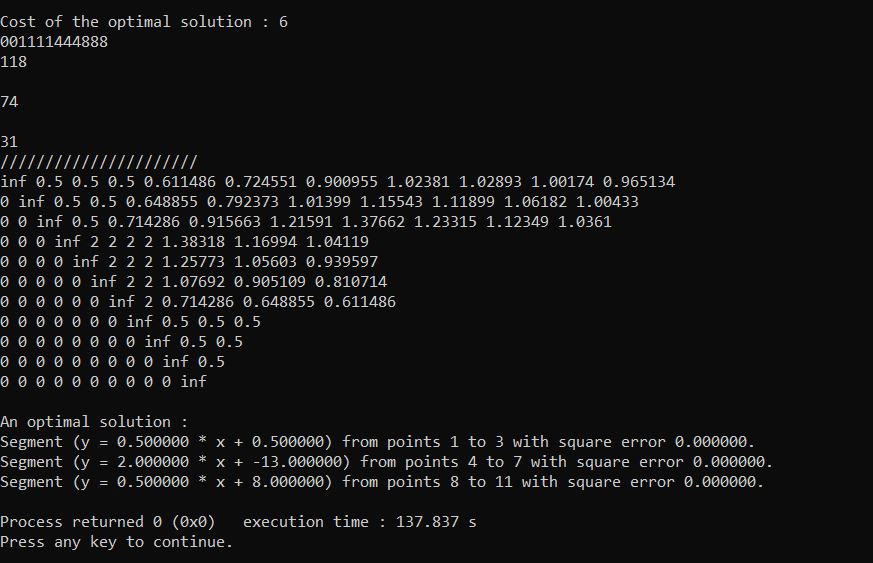 Cost of the optimal solution : 6
001111444888
118
74
31
//////////////////////
inf 0.5 0.5 0.5 0.611486 0.724551 0.900955 1.02381 1.02893 1.00174 0.965134
0 inf 0.5 0.5 0.648855 0.792373 1.01399 1.15543 1.11899 1.06182 1.00433
0 0 inf 0.5 0.714286 0.915663 1.21591 1.37662 1.23315 1.12349 1.0361
0 0 0 inf 2 2 2 2 1.38318 1.16994 1.04119
0 0 0 0 inf 2 2 2 1.25773 1.05603 0.939597
0 0 0 0 0 inf 2 2 1.07692 0.905109 0.810714
0 0 0 0 0 0 inf 2 0.714286 0.648855 0.611486
0 0 0 0 0 0 0 inf 0.5 0.5 0.5
0 0 0 0 0 0 0 0 inf 0.5 0.5
0 0 0 0 0 0 0 0 0 inf 0.5
0 0 0 0 0 0 0 0 0 0 inf
An optimal solution :
Segment (y = 0.500000 * x + 0.500000) from points 1 to 3 with square error 0.000000.
Segment (y = 2.000000 * x + -13.000000) from points 4 to 7 with square error 0.000000.
Segment (y = 0.500000 * x + 8.000000) from points 8 to 11 with square error 0.000000.
Process returned 0 (0x0)   execution time : 137.837 s
Press any key to continue.